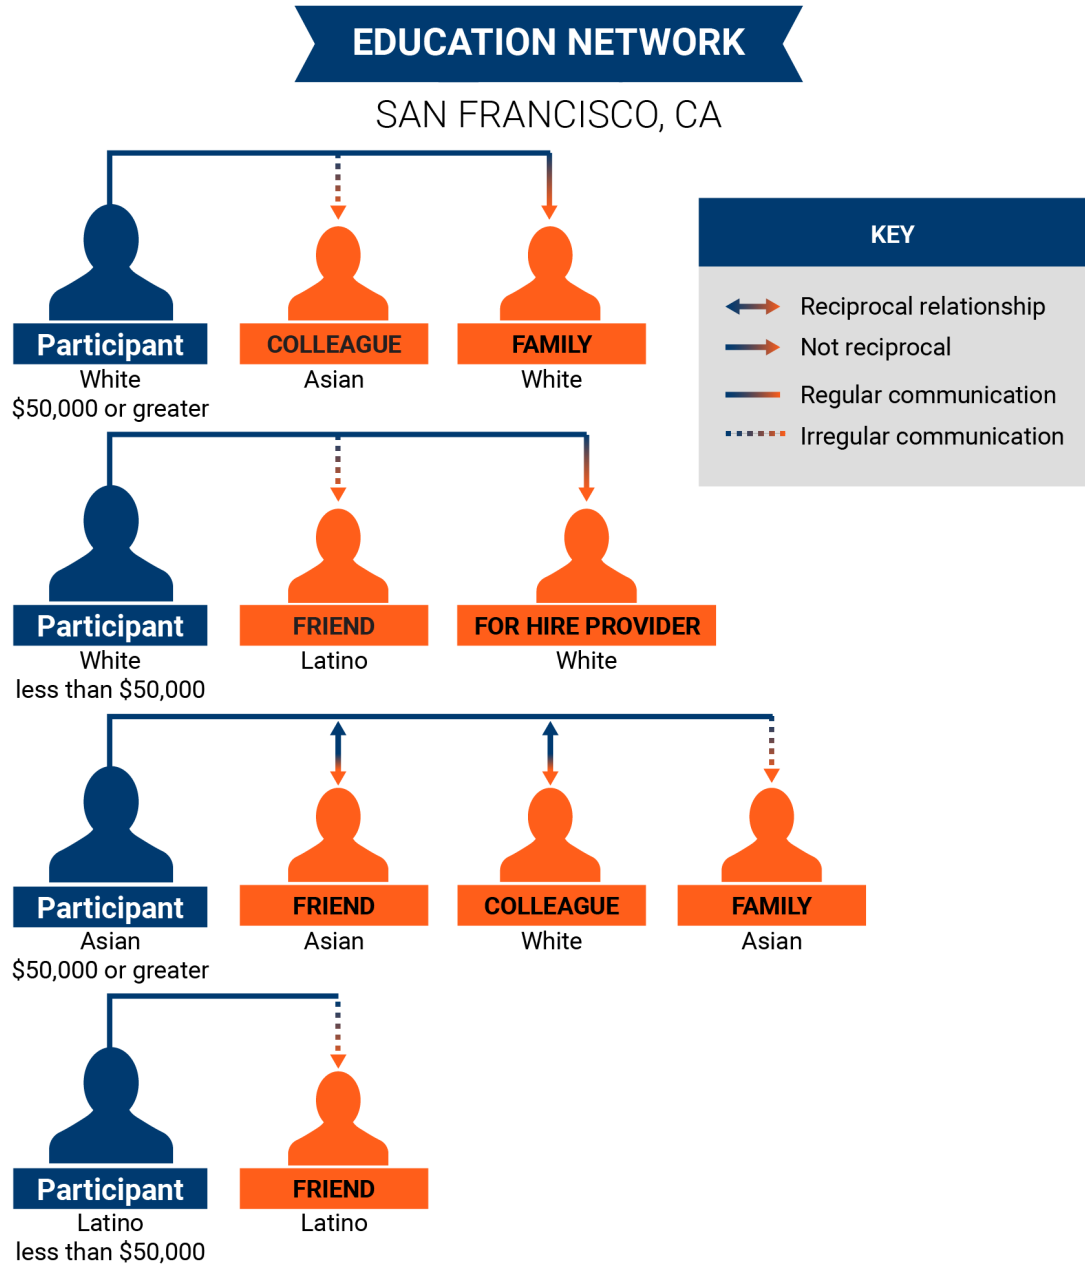 EDUCATION NETWORK
SAN FRANCISCO, CA
KEY
Reciprocal relationship
Not reciprocal
Regular communication
Irregular communication
Participant
White
$50,000 or greater
COLLEAGUE
Asian
FAMILY
White
Participant
White
less than $50,000
FRIEND
Latino
FOR HIRE PROVIDER
White
Participant
Asian
$50,000 or greater
FRIEND
Asian
COLLEAGUE
White
FAMILY
Asian
Participant
Latino
less than $50,000
FRIEND
Latino